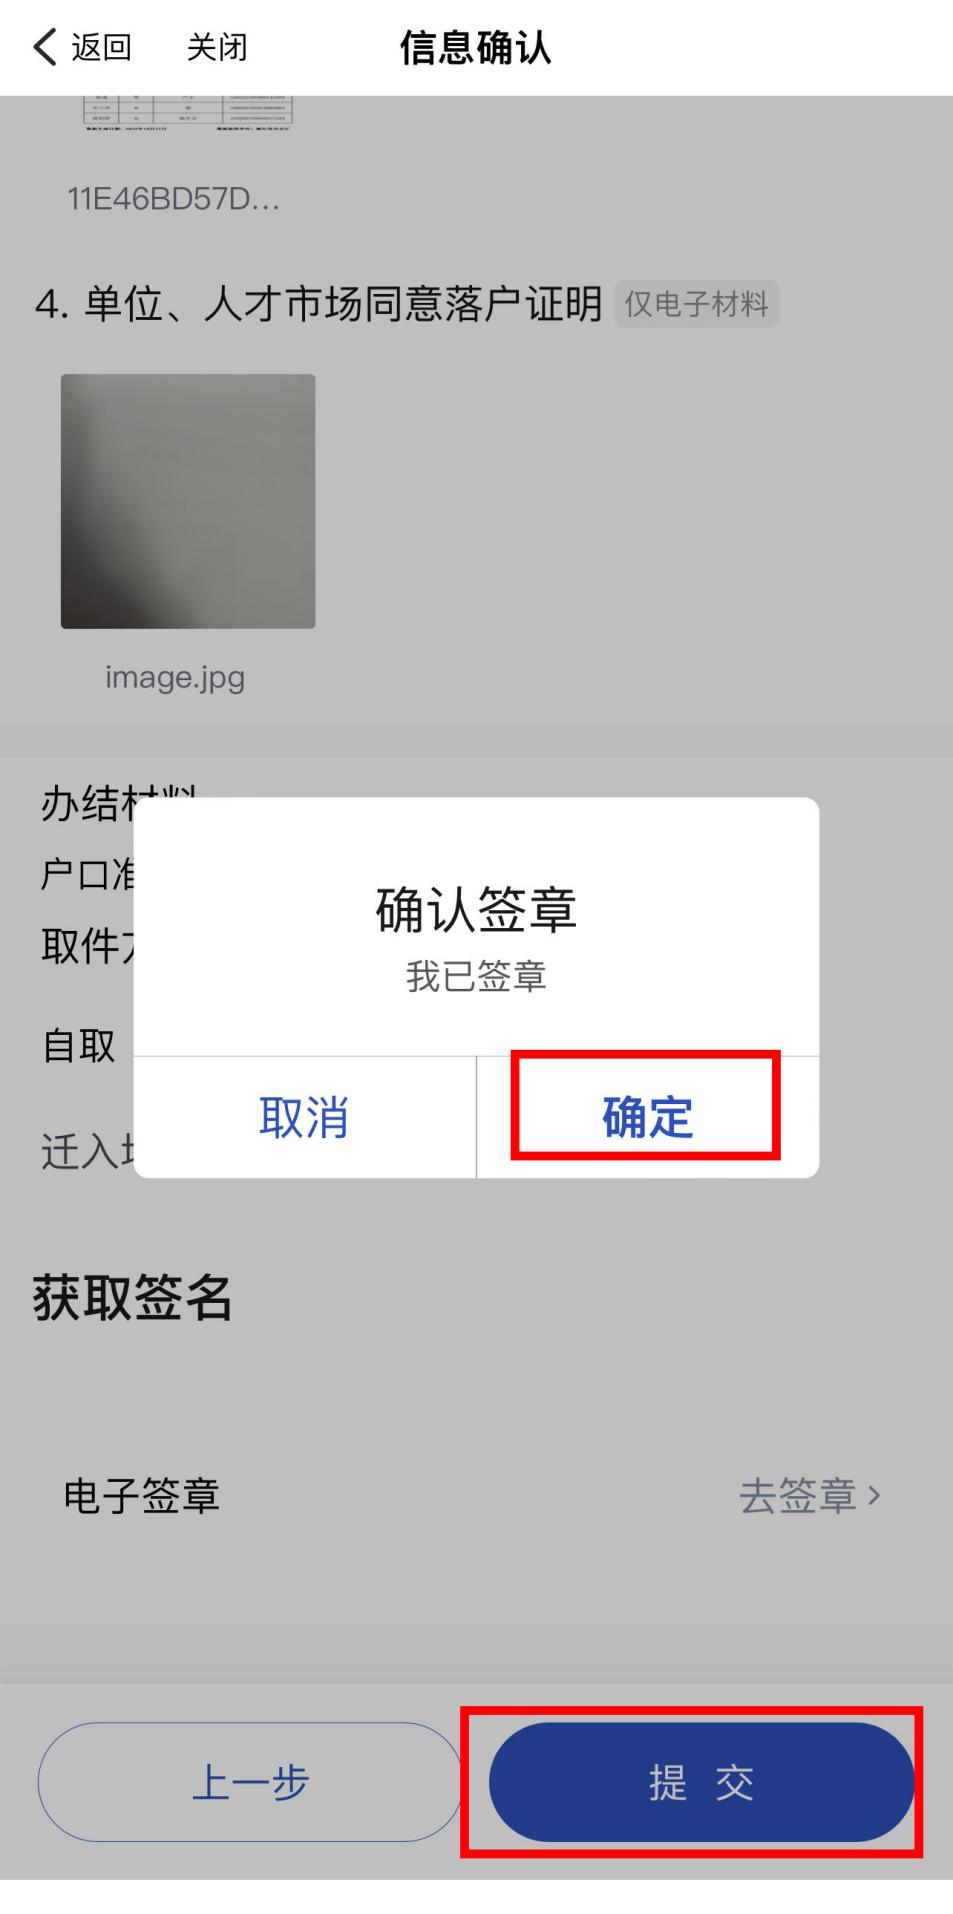 返回 关闭 信息确认
11E46BD57D...
4. 单位、人才市场同意落户证明 仅电子材料
image.jpg
办结材料
户口准
取件方
自取
迁入地
确认签章
我已签章
取消 确定
获取签名
电子签章 去签章 >
上一步 提 交